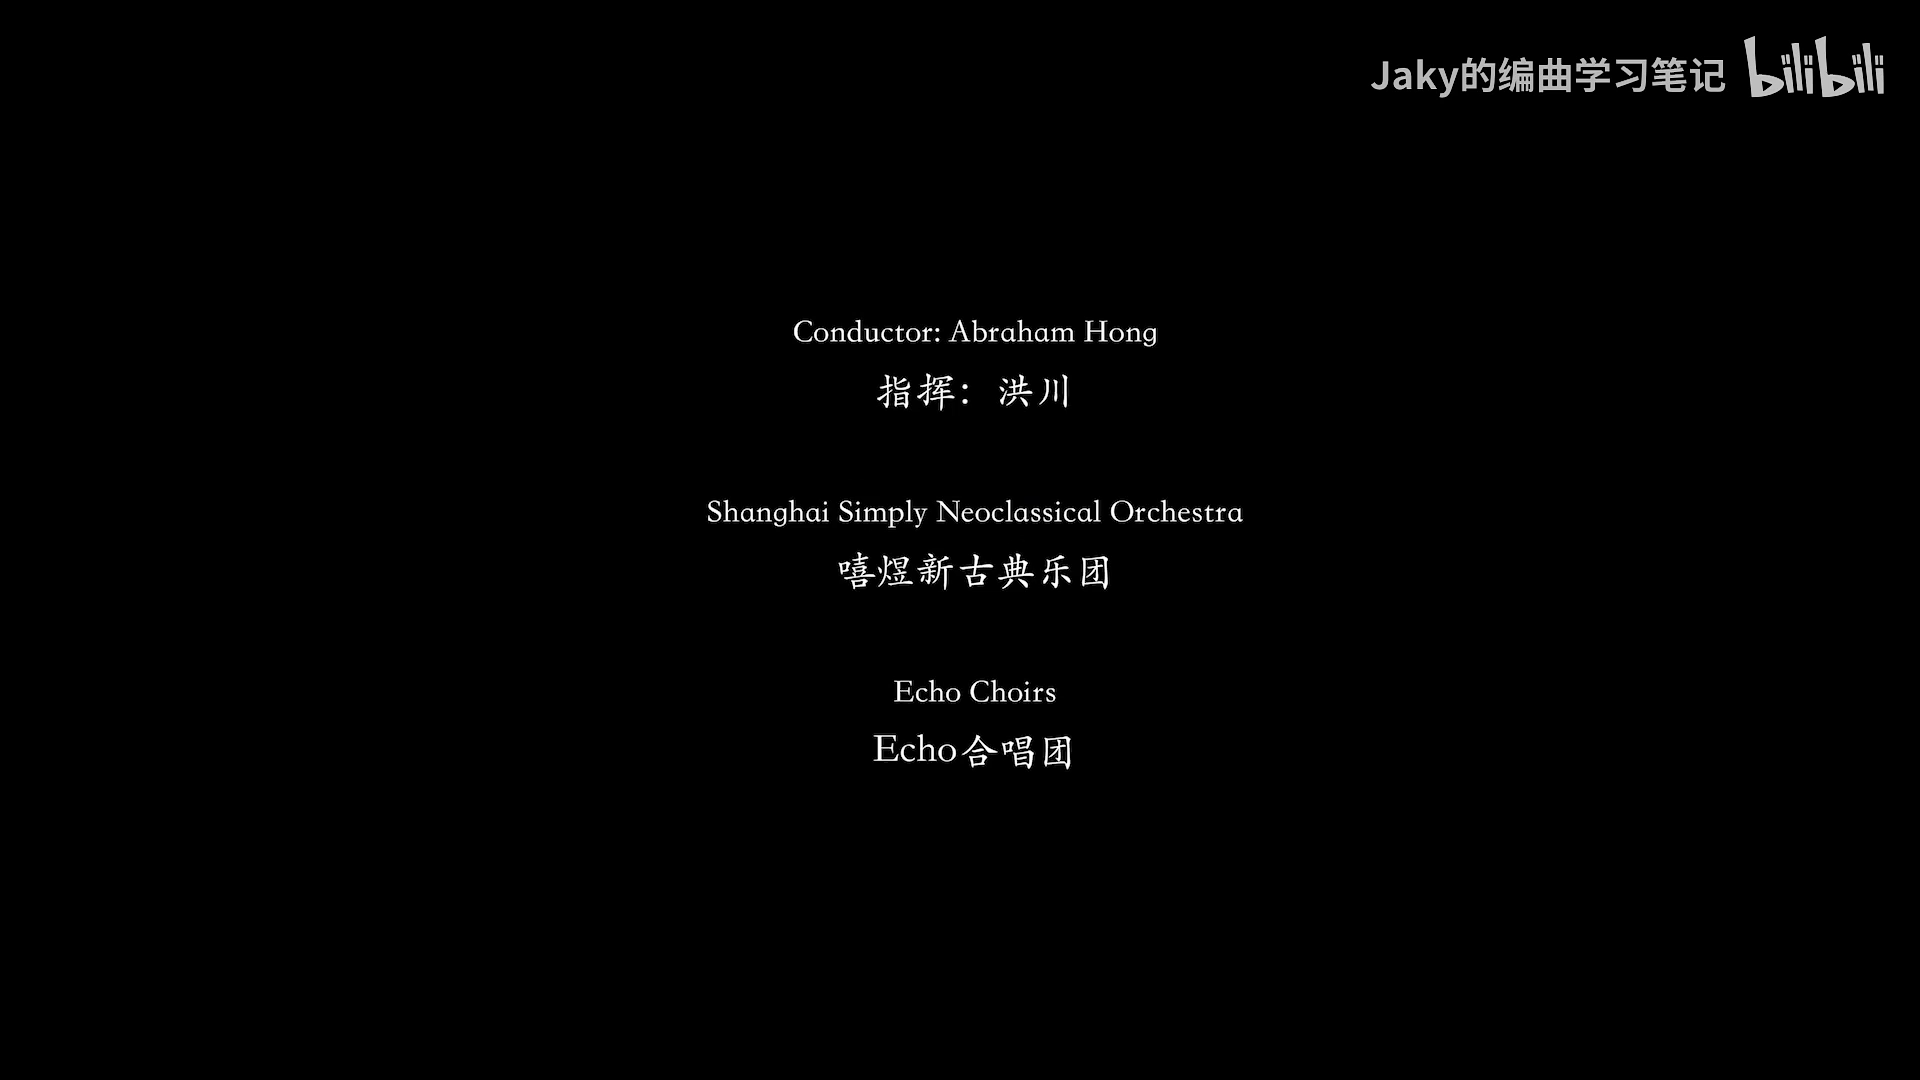 Jaky的编曲学习笔记 bilibili
Conductor: Abraham Hong
指挥：洪川
Shanghai Simply Neoclassical Orchestra
嘻煜新古典乐团
Echo Choirs
Echo合唱团